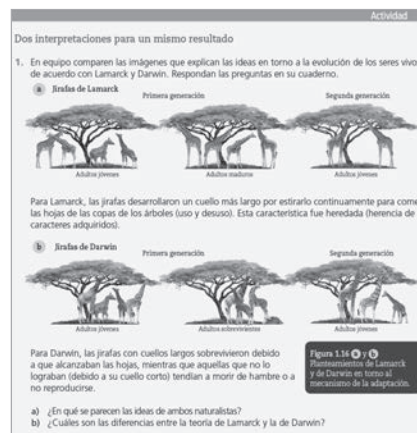 Actividad
Dos interpretaciones para un mismo resultado
1. En equipo comparen las imágenes que explican las ideas en torno a la evolución de los seres vivo
de acuerdo con Lamarck y Darwin. Respondan las preguntas en su cuaderno.
a Jirafas de Lamarck
Primera generación
Segunda generación
Adultos jóvenes
Adultos maduros
Adultos jóvenes
Para Lamarck, las jirafas desarrollaron un cuello más largo por estirarlo continuamente para come
las hojas de las copas de los árboles (uso y desuso). Esta característica fue heredada (herencia de
caracteres adquiridos).
b Jirafas de Darwin
Primera generación
Segunda generación
Adultos jóvenes
Adultos sobrevivientes
Adultos jóvenes
Para Darwin, las jirafas con cuellos largos sobrevivieron debido
a que alcanzaban las hojas, mientras que aquellas que no lo
lograban (debido a su cuello corto) tendían a morir de hambre o a
no reproducirse.
Figura 1.16 a y b
Planteamientos de Lamarck
y de Darwin en torno al
mecanismo de la adaptación.
a) ¿En qué se parecen las ideas de ambos naturalistas?
b) ¿Cuáles son las diferencias entre la teoría de Lamarck y la de Darwin?